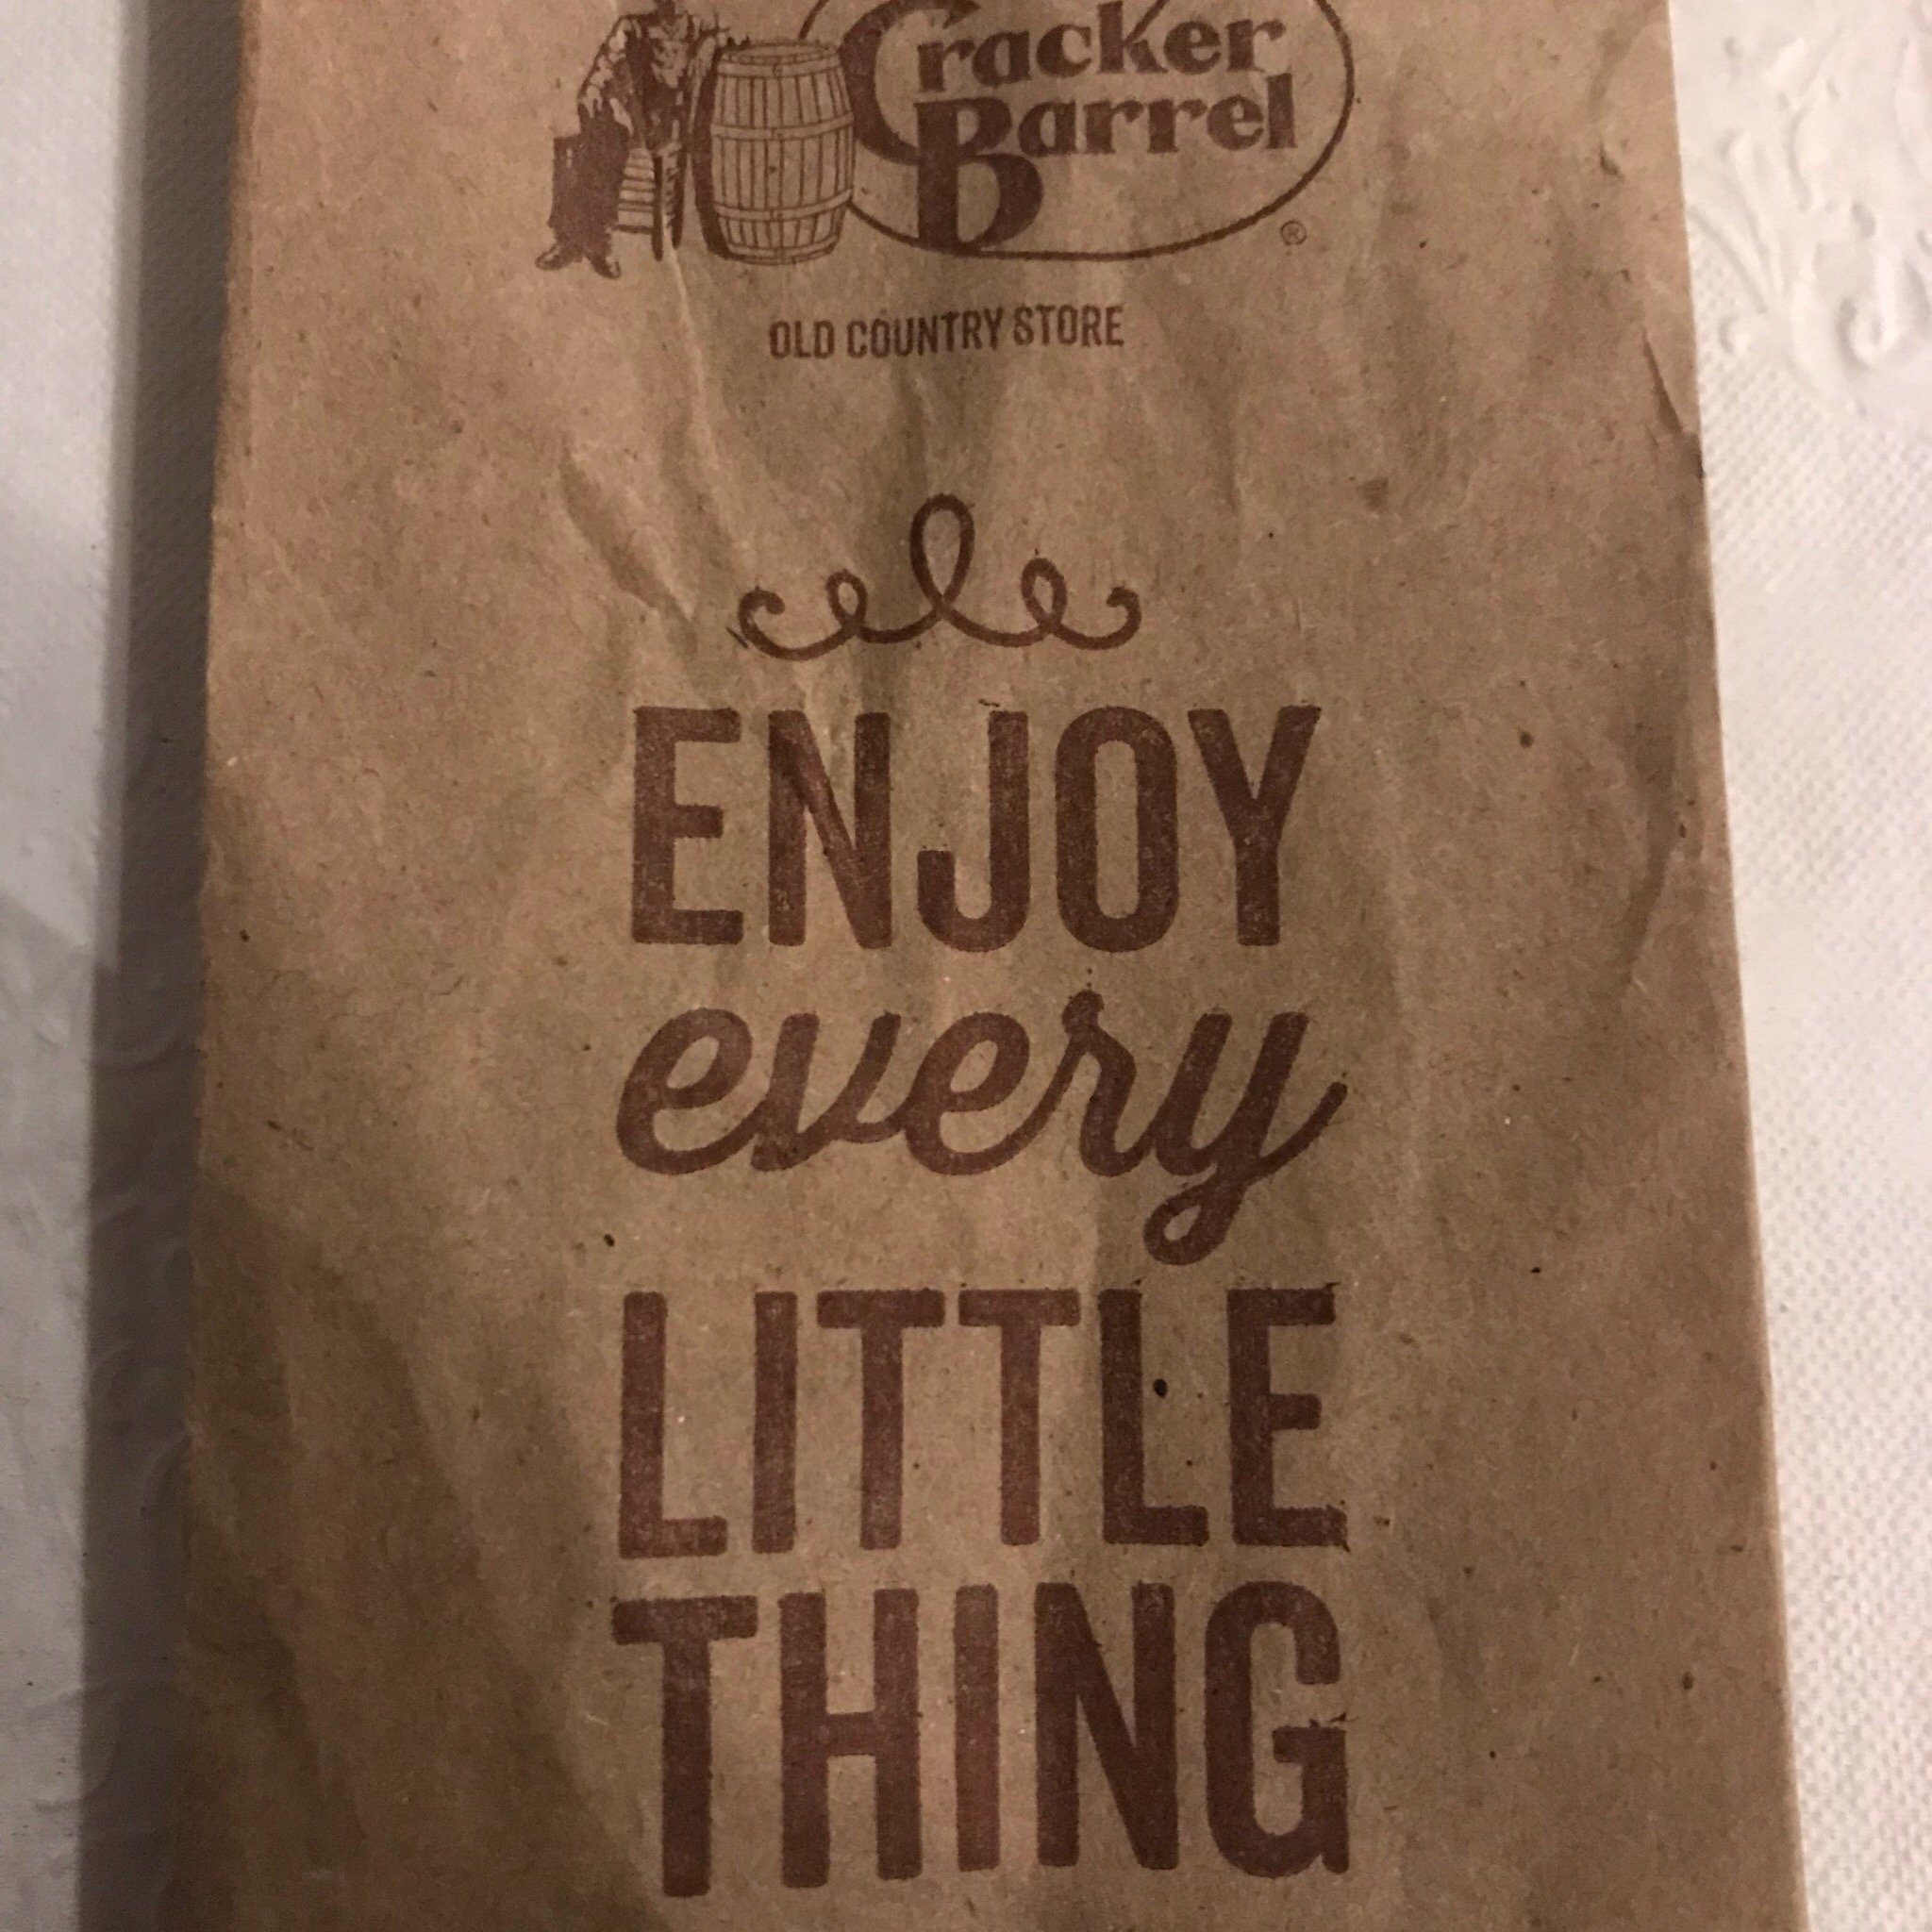 Cracker
Barrel
®
OLD COUNTRY STORE
ENJOY
every
LITTLE
THING